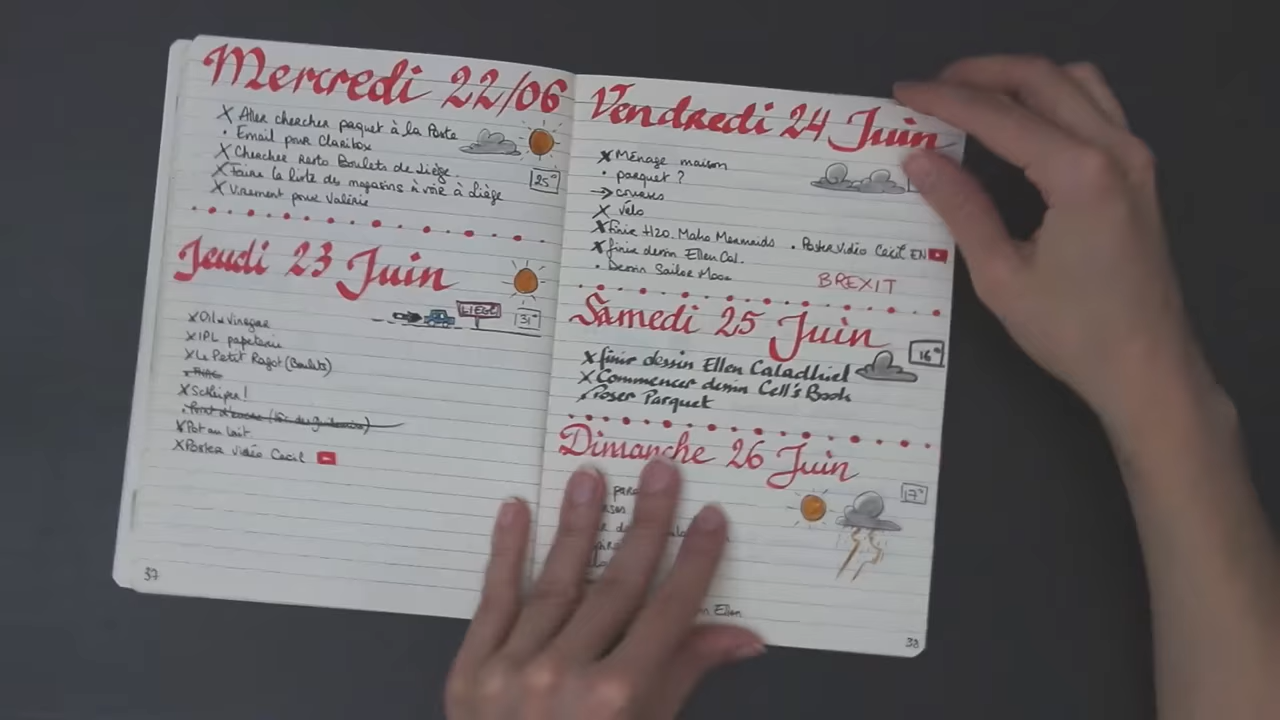 Mercredi 22/06
X Aller chercher paquet à la Poste
• Email pour Claribox
X Chercher Resto Boulets de Liège.
X Faire la liste des magasins à voir à Liège
X Virement pour Valérie
25°
Jeudi 23 Juin
LIEGE
31°
X Oil & Vinegar
X IPL papeterie
X Le Petit Ragot (Boulets)
X Schleiper!
X Pot au lait
X Poster vidéo Cecil
37
Vendredi 24 Juin
X Ménage maison
• parquet ?
→ courses
X vélo
X finir H2O. Mako Mermaids • Poster vidéo Cecil EN
X finir dessin Ellen Cal.
• Dessin Sailor Moon
BREXIT
Samedi 25 Juin
16°
X finir dessin Ellen Caladhiel
X Commencer dessin Cell's Book
Poser Parquet
Dimanche 26 Juin
17°
Ellen
38